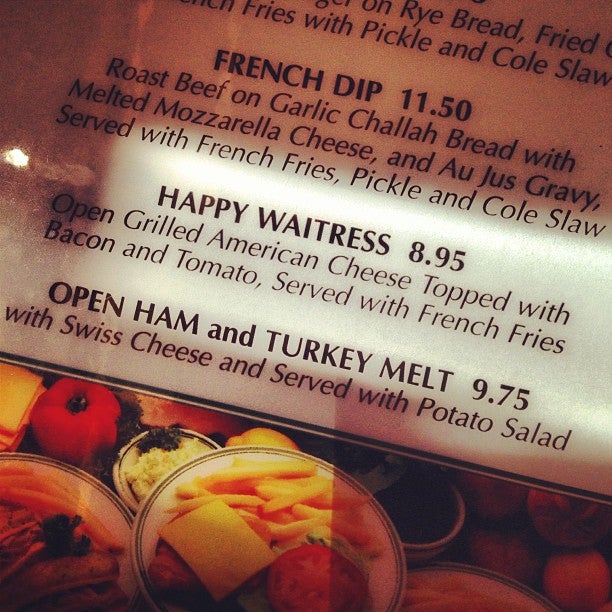 on Rye Bread, Fried
French Fries with Pickle and Cole Slaw
FRENCH DIP 11.50
Roast Beef on Garlic Challah Bread with
Melted Mozzarella Cheese, and Au Jus Gravy,
Served with French Fries, Pickle and Cole Slaw
HAPPY WAITRESS 8.95
Open Grilled American Cheese Topped with
Bacon and Tomato, Served with French Fries
OPEN HAM and TURKEY MELT 9.75
with Swiss Cheese and Served with Potato Salad